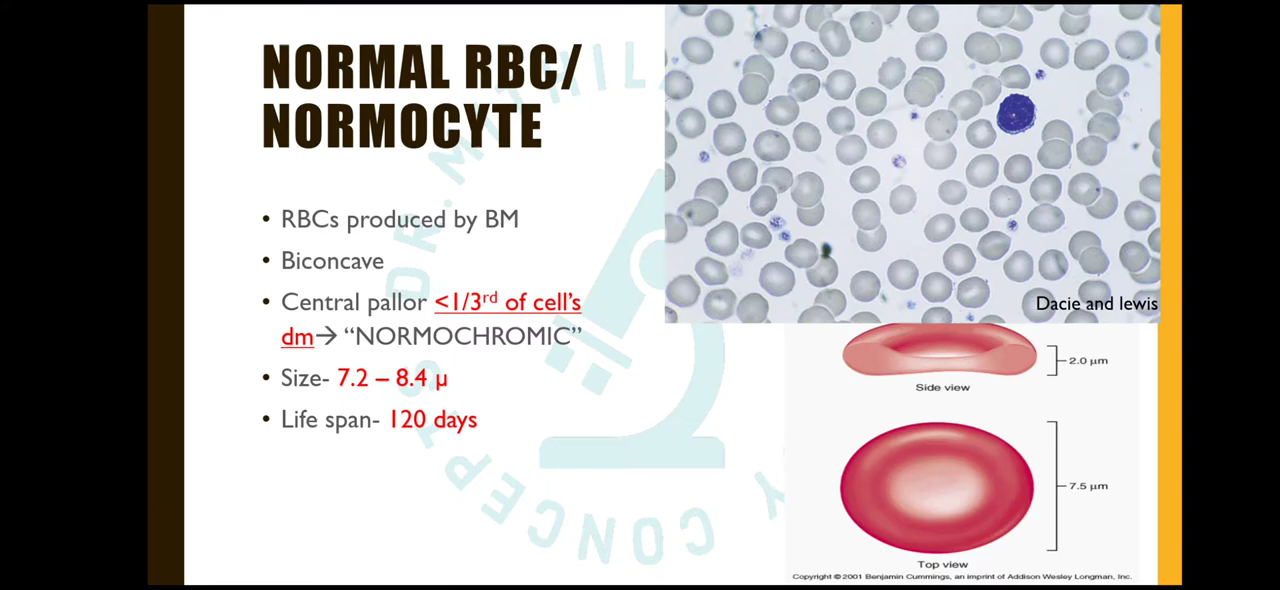 NORMAL RBC/
NORMOCYTE
• RBCs produced by BM
• Biconcave
• Central pallor <1/3rd of cell's
dm→ “NORMOCHROMIC”
• Size- 7.2 – 8.4 µ
• Life span- 120 days
Dacie and lewis
2.0 µm
Side view
7.5 µm
Top view
Copyright © 2001 Benjamin Cummings, an imprint of Addison Wesley Longman, Inc.
CONCEPTS
DR.